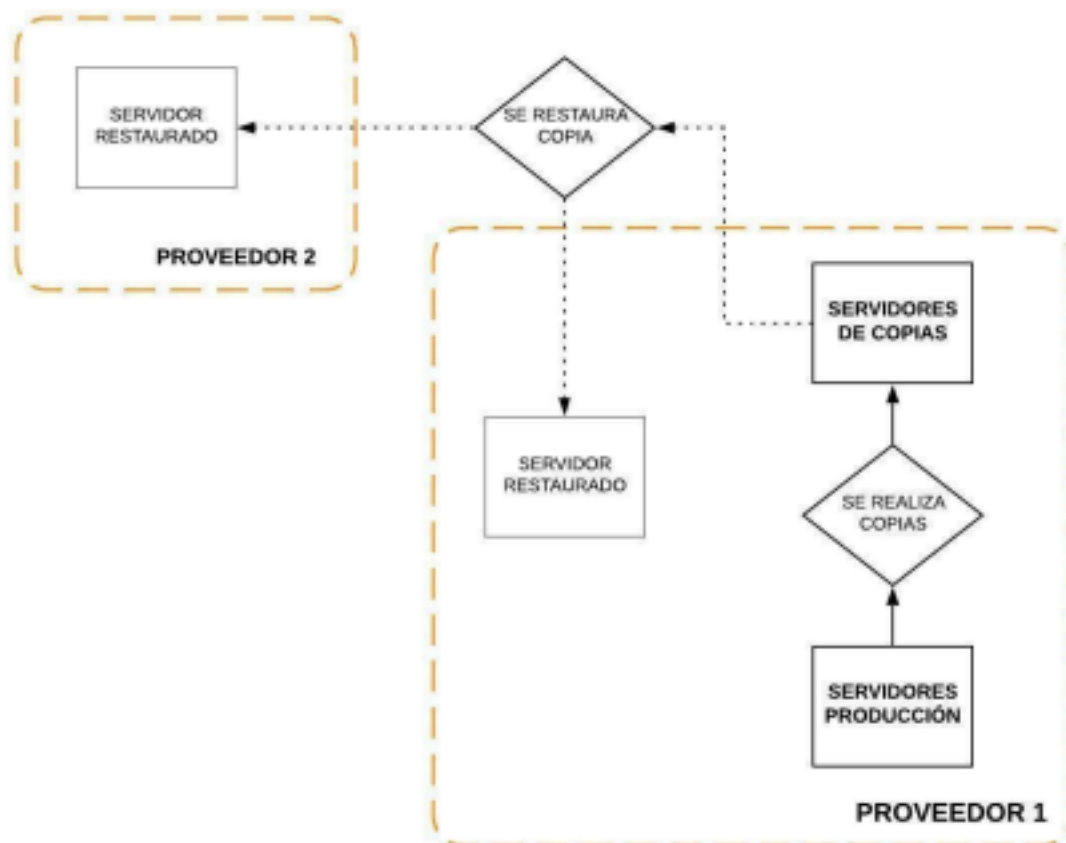 SERVIDOR
RESTAURADO
PROVEEDOR 2
SE RESTAURA
COPIA
SERVIDORES
DE COPIAS
SERVIDOR
RESTAURADO
SE REALIZA
COPIAS
SERVIDORES
PRODUCCIÓN
PROVEEDOR 1